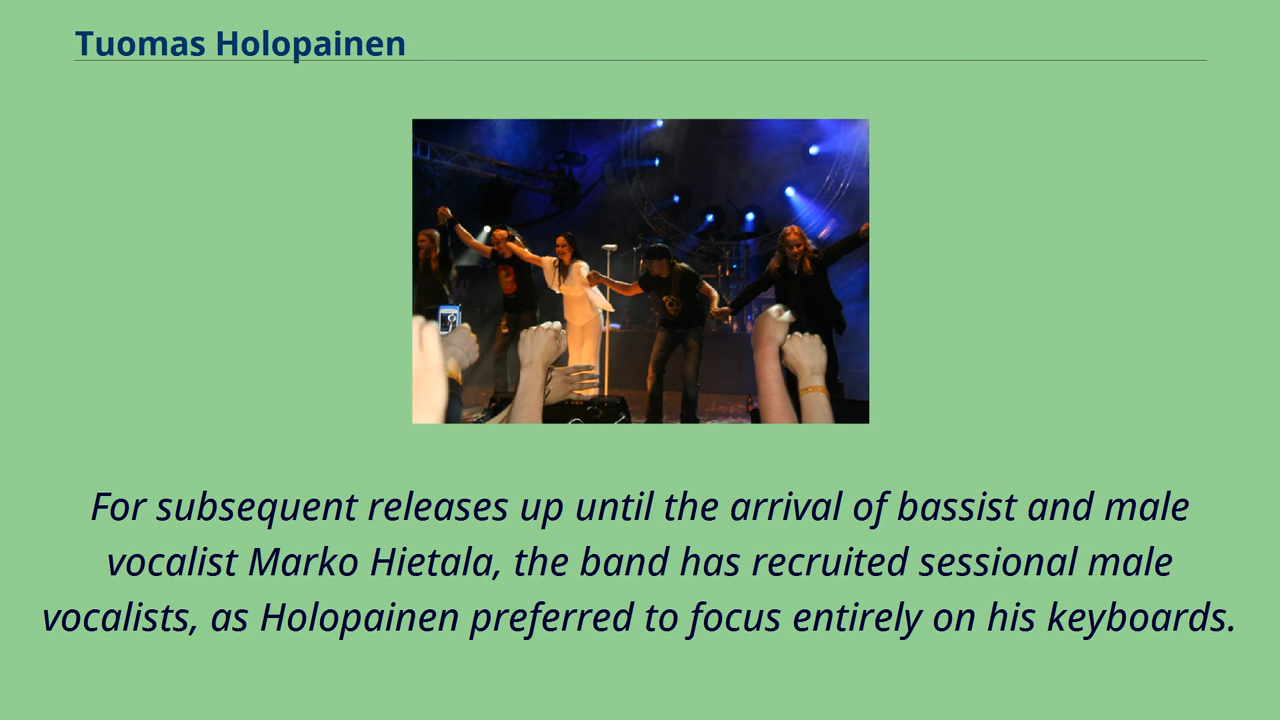 Tuomas Holopainen
For subsequent releases up until the arrival of bassist and male
vocalist Marko Hietala, the band has recruited sessional male
vocalists, as Holopainen preferred to focus entirely on his keyboards.